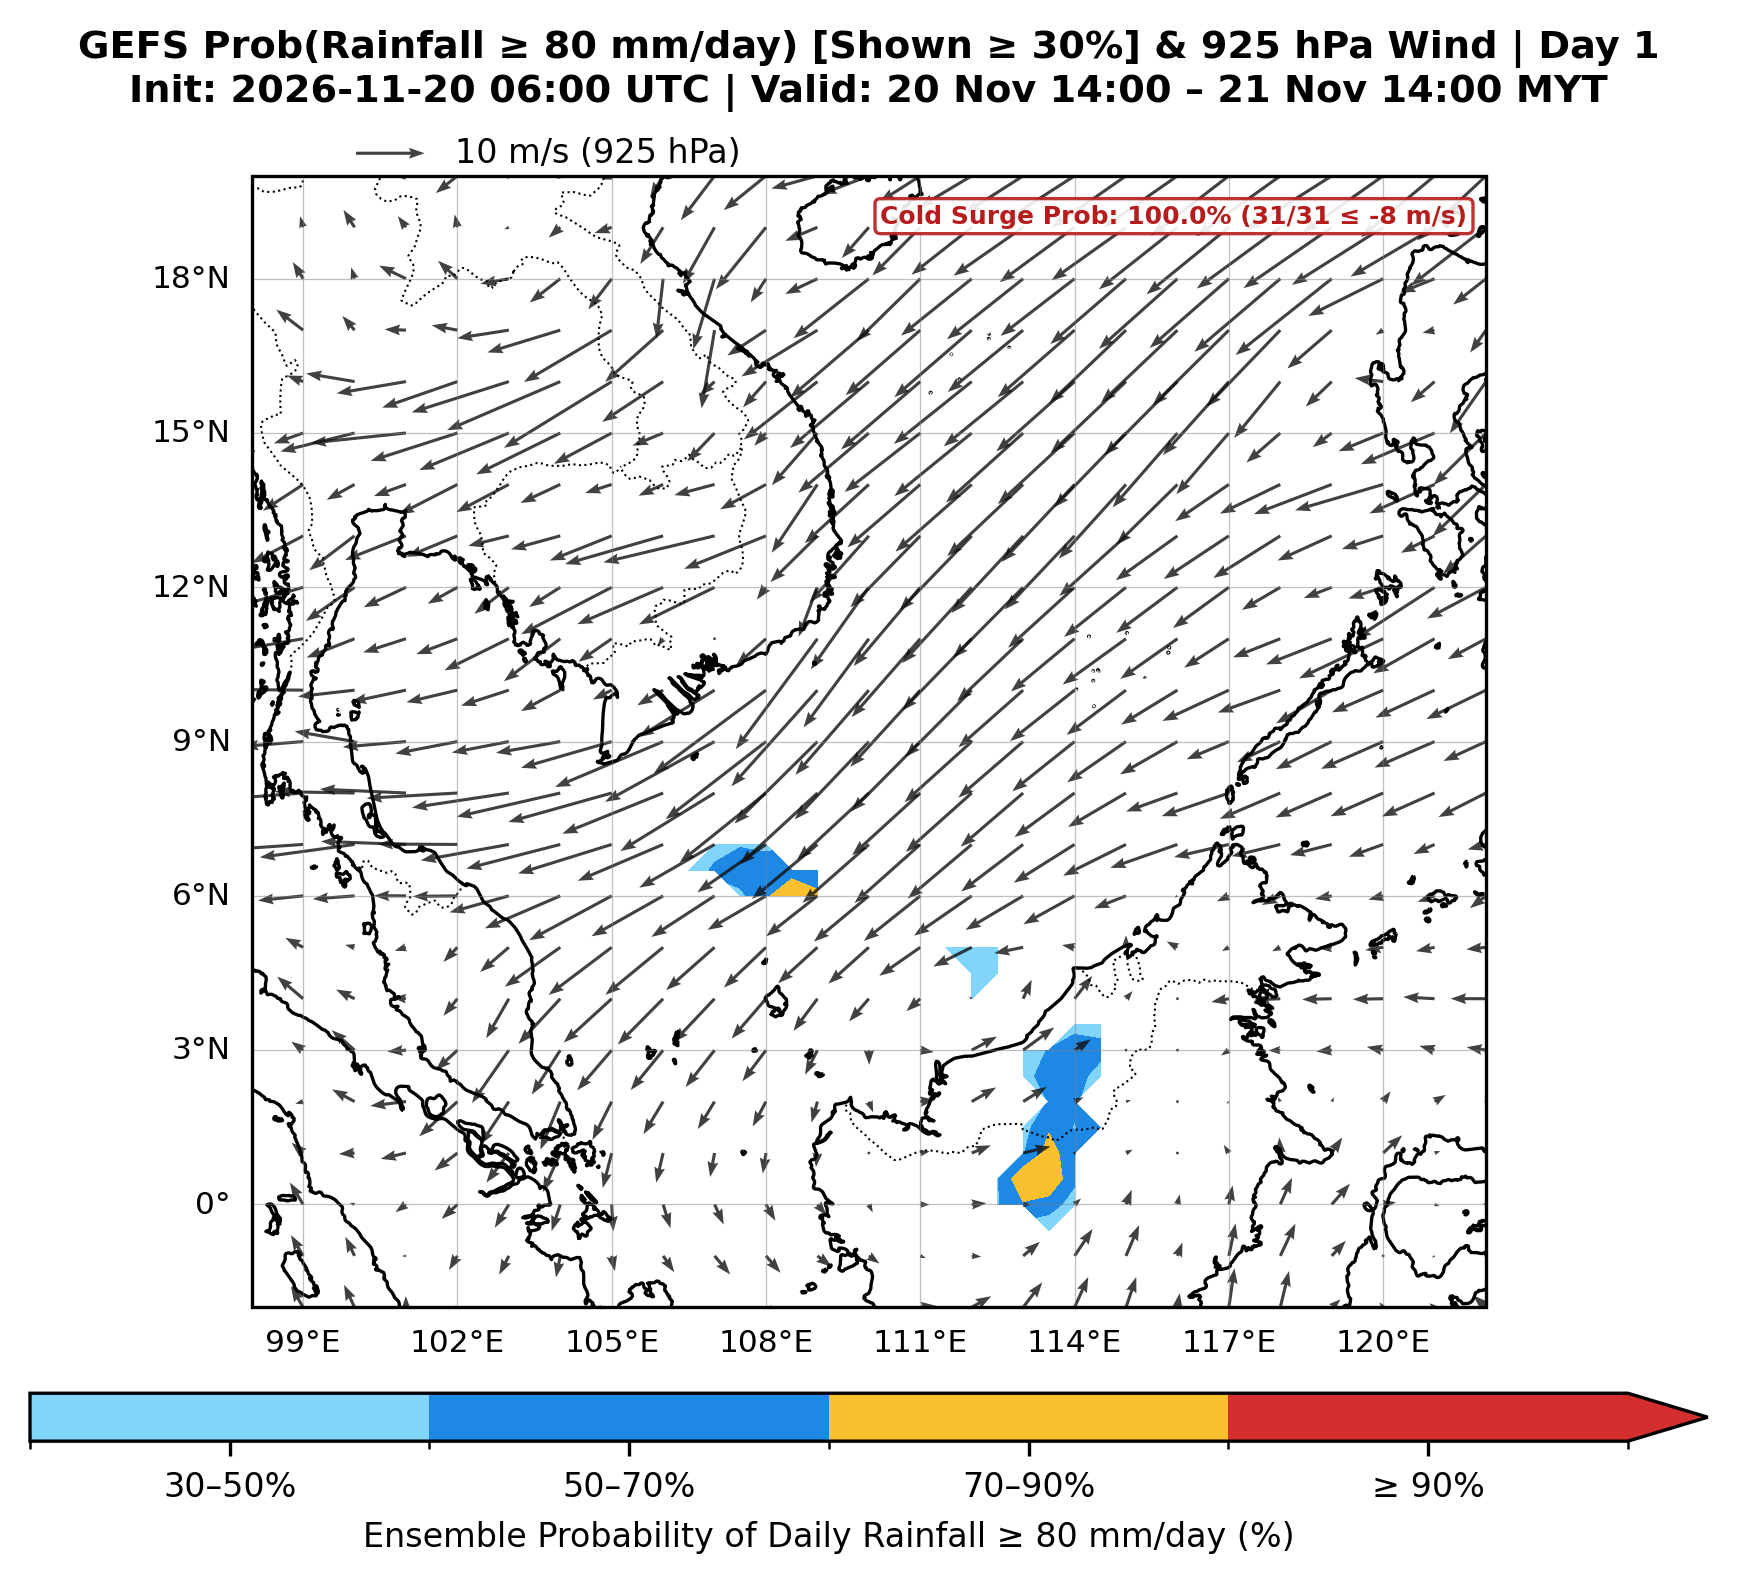 GEFS Prob(Rainfall ≥ 80 mm/day) [Shown ≥ 30%] & 925 hPa Wind | Day 1
Init: 2026-11-20 06:00 UTC | Valid: 20 Nov 14:00 – 21 Nov 14:00 MYT
10 m/s (925 hPa)
Cold Surge Prob: 100.0% (31/31 ≤ -8 m/s)
18°N
15°N
12°N
9°N
6°N
3°N
0°
99°E 102°E 105°E 108°E 111°E 114°E 117°E 120°E
30–50% 50–70% 70–90% ≥ 90%
Ensemble Probability of Daily Rainfall ≥ 80 mm/day (%)